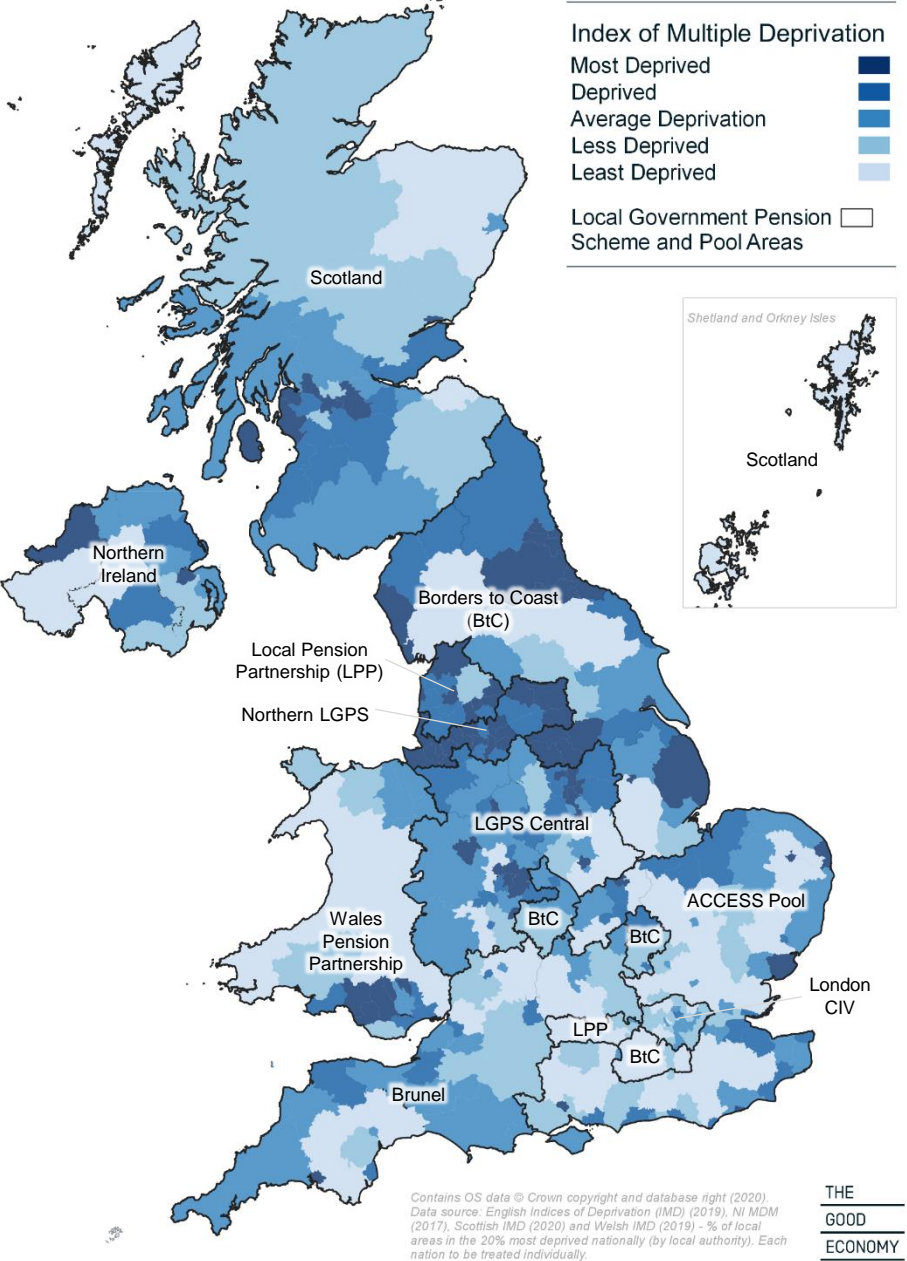 Index of Multiple Deprivation
Most Deprived
Deprived
Average Deprivation
Less Deprived
Least Deprived
Local Government Pension
Scheme and Pool Areas
Shetland and Orkney Isles
Scotland
Scotland
Northern
Ireland
Borders to Coast
(BtC)
Local Pension
Partnership (LPP)
Northern LGPS
LGPS Central
ACCESS Pool
BtC
BtC
Wales
Pension
Partnership
London
CIV
LPP
BtC
Brunel
Contains OS data © Crown copyright and database right (2020).
Data source: English Indices of Deprivation (IMD) (2019), NI MDM
(2017), Scottish IMD (2020) and Welsh IMD (2019) - % of local
areas in the 20% most deprived nationally (by local authority). Each
nation to be treated individually.
THE
GOOD
ECONOMY